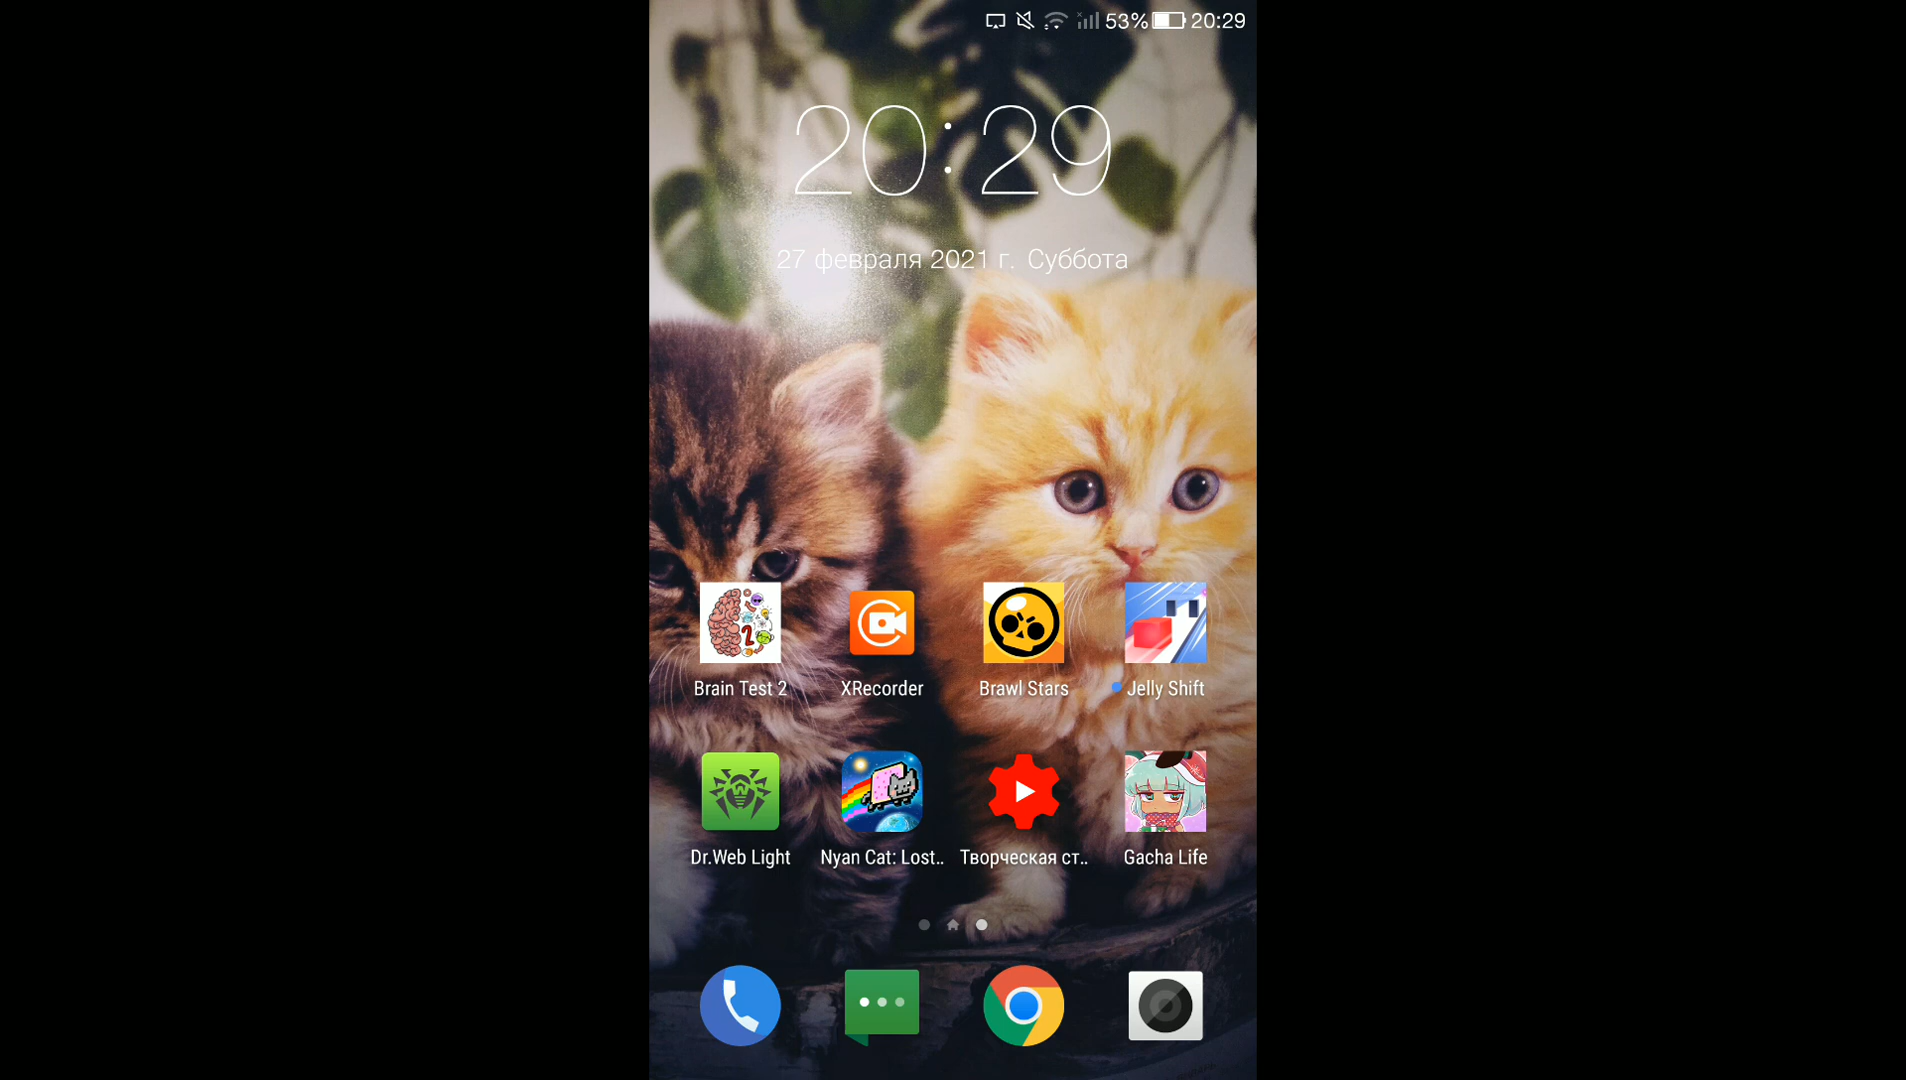 53% 20:29
20:29
27 февраля 2021 г. Суббота
Brain Test 2
XRecorder
Brawl Stars
Jelly Shift
Dr.Web Light
Nyan Cat: Lost..
Творческая ст..
Gacha Life